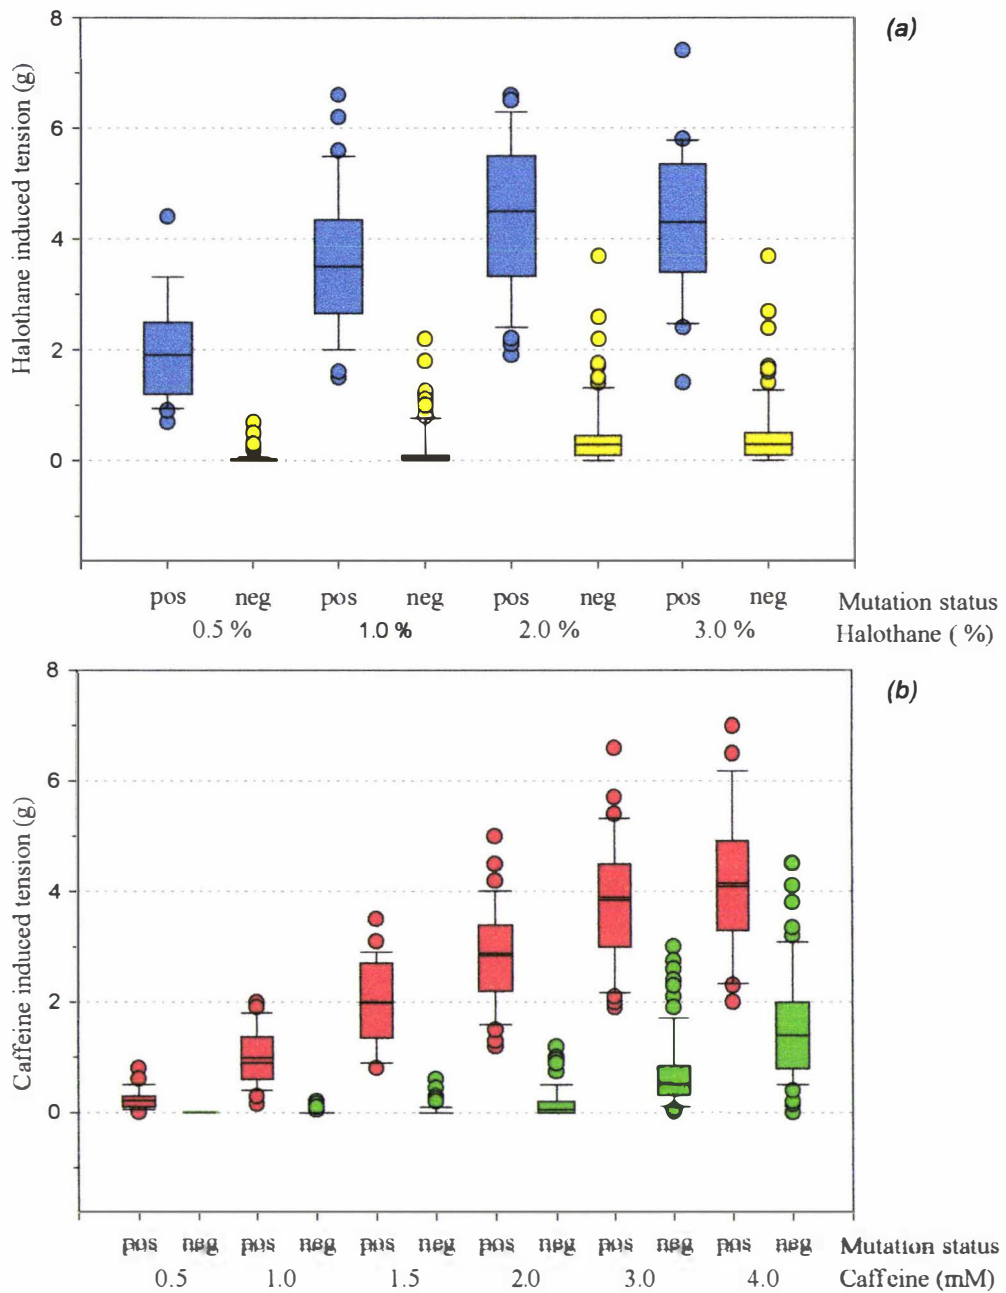 8
(a)
6
4
2
0
Halothane induced tension (g)
pos neg pos neg pos neg pos neg Mutation status
0.5 % 1.0 % 2.0 % 3.0 % Halothane ( %)
8
(b)
6
4
2
0
Caffeine induced tension (g)
pos neg pos neg pos neg pos neg pos neg pos neg Mutation status
0.5 1.0 1.5 2.0 3.0 4.0 Caffeine (mM)